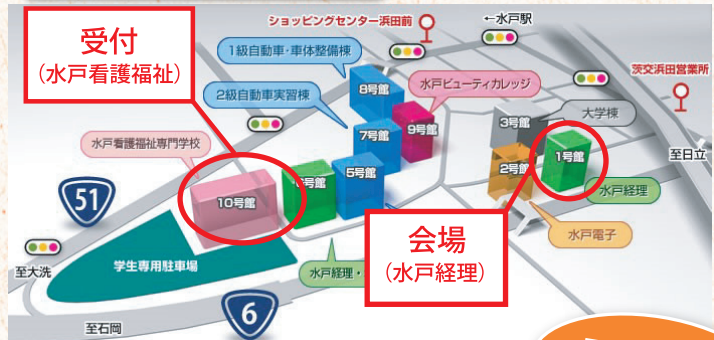 ショッピングセンター浜田前
←水戸駅
受付
(水戸看護福祉)
1級自動車・車体整備棟
茨交浜田営業所
8号館
水戸ビューティカレッジ
2級自動車実習棟
大学棟
9号館
3号館
7号館
水戸看護福祉専門学校
1号館
至日立
2号館
5号館
水戸経理
51
10号館
会場
(水戸経理)
水戸電子
学生専用駐車場
水戸経理・
至大洗
6
至石岡